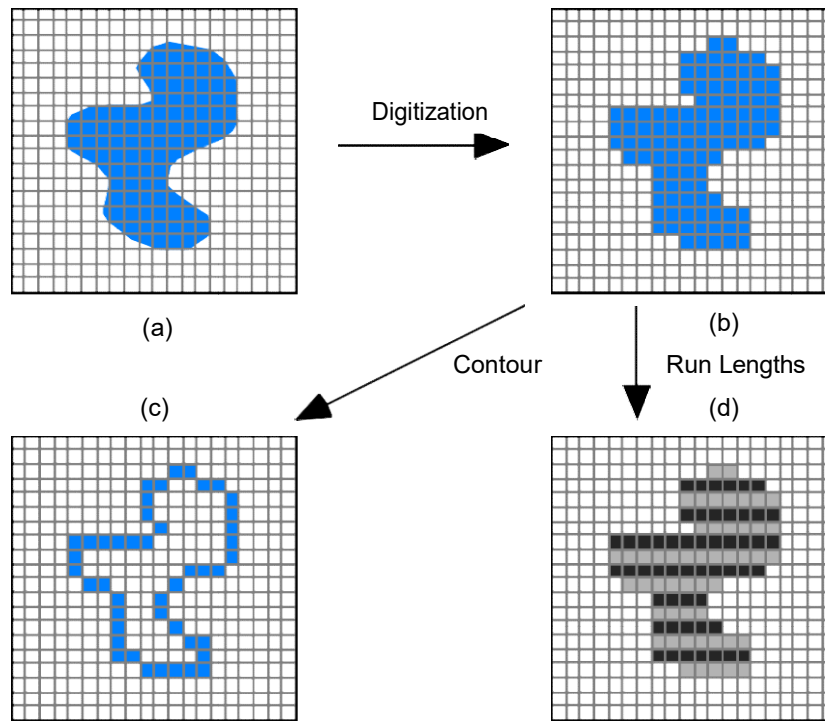 Digitization
(a)
(b)
Contour
Run Lengths
(c)
(d)